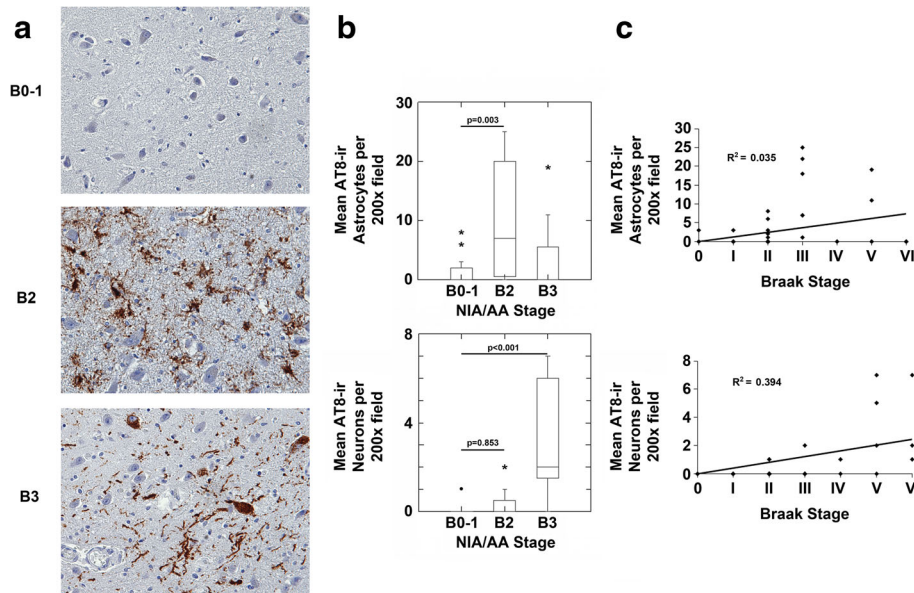 a
B0-1
B2
B3
b
Mean AT8-ir
Astrocytes per
200x field
30
20
10
0
p=0.003
*
*
*
B0-1 B2 B3
NIA/AA Stage
Mean AT8-ir
Neurons per
200x field
8
6
4
2
0
p<0.001
p=0.853
*
B0-1 B2 B3
NIA/AA Stage
c
Mean AT8-ir
Astrocytes per
200x field
25
20
15
10
5
0
R² = 0.035
0 I II III IV V VI
Braak Stage
Mean AT8-ir
Neurons per
200x field
8
6
4
2
0
R² = 0.394
0 I II III IV V V
Braak Stage